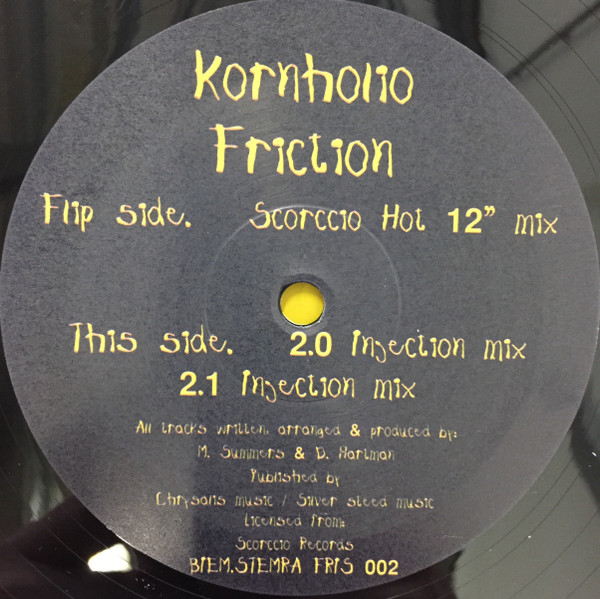 Kornholio
Friction
Flip side. Scorccio Hot 12" mix
This side. 2.0 injection mix
2.1 injection mix
All tracks written, arranged & produced by:
M. Summers & D. Hartman
Published by
Chrysalis music / Silver steed music
Licensed from:
Scorccio Records
BIEM.STEMRA FRIS 002